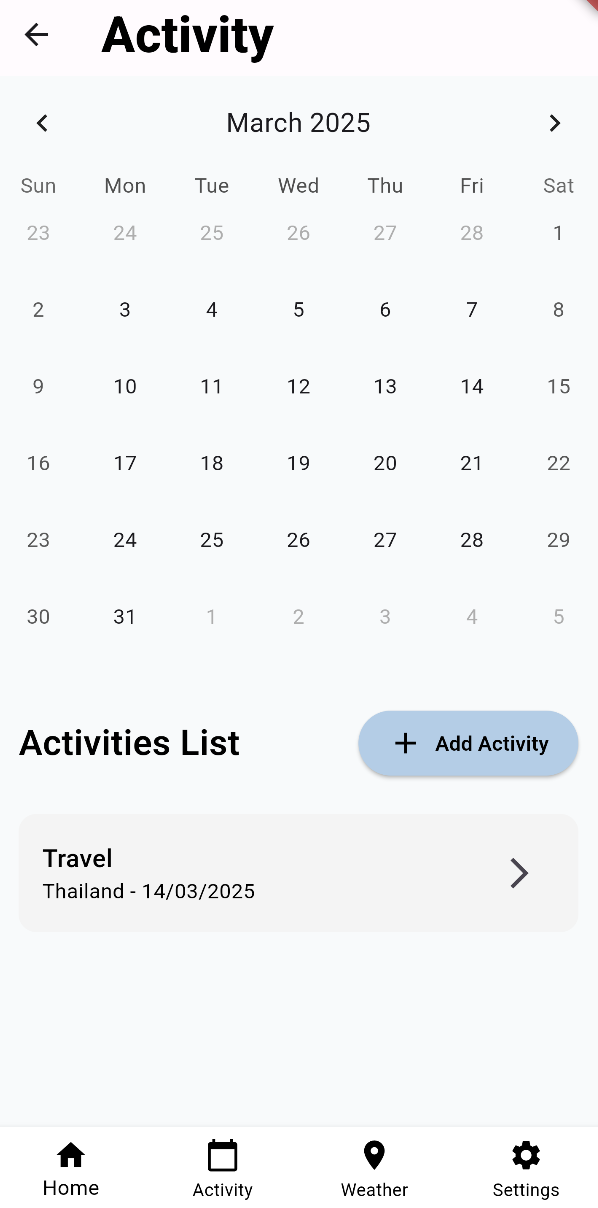 Activity
March 2025
Sun Mon Tue Wed Thu Fri Sat
23 24 25 26 27 28 1
2 3 4 5 6 7 8
9 10 11 12 13 14 15
16 17 18 19 20 21 22
23 24 25 26 27 28 29
30 31 1 2 3 4 5
Activities List
Add Activity
Travel
Thailand - 14/03/2025
Home Activity Weather Settings